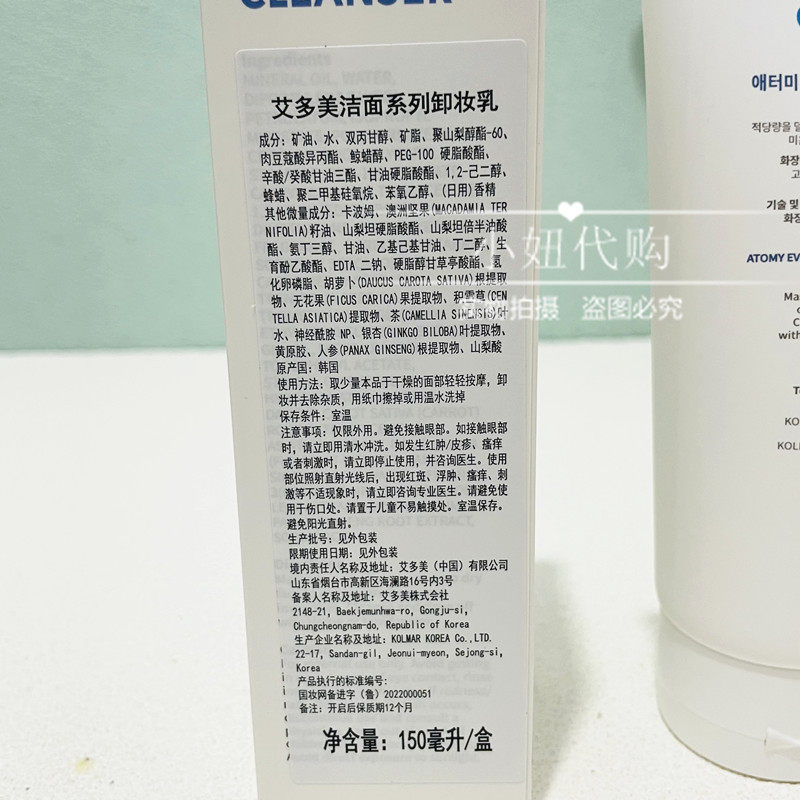 CLEANSER
艾多美洁面系列卸妆乳
成分：矿油、水、双丙甘醇、矿脂、聚山梨醇酯-60、
肉豆蔻酸异丙酯、鲸蜡醇、PEG-100 硬脂酸酯、
辛酸/癸酸甘油三酯、甘油硬脂酸酯、1,2-己二醇、
蜂蜡、聚二甲基硅氧烷、苯氧乙醇、(日用)香精
其他微量成分：卡波姆、澳洲坚果(MACADAMIA TER
NIFOLIA)籽油、山梨坦硬脂酸酯、山梨坦倍半油酸
酯、氨丁三醇、甘油、乙基己基甘油、丁二醇、生
育酚乙酸酯、EDTA 二钠、硬脂醇甘草亭酸酯、氢
化卵磷脂、胡萝卜(DAUCUS CAROTA SATIVA)根提取
物、无花果(FICUS CARICA)果提取物、积雪草(CEN
TELLA ASIATICA)提取物、茶(CAMELLIA SINENSIS)叶
水、神经酰胺 NP、银杏(GINKGO BILOBA)叶提取物、
黄原胶、人参(PANAX GINSENG)根提取物、山梨酸
原产国：韩国
使用方法：取少量本品于干燥的面部轻轻按摩，卸
妆并去除杂质，用纸巾擦掉或用温水洗掉
保存条件：室温
注意事项：仅限外用。避免接触眼部。如接触眼部
时，请立即用清水冲洗。如发生红肿/皮疹、瘙痒
或者刺激时，请立即停止使用，并咨询医生。使用
部位照射直射光线后，出现红斑、浮肿、瘙痒、刺
激等不适现象时，请立即咨询专业医生。请避免使
用于伤口处。请置于儿童不易触摸处。室温保存。
避免阳光直射。
生产批号：见外包装
限期使用日期：见外包装
境内责任人名称及地址：艾多美（中国）有限公司
山东省烟台市高新区海澜路16号内3号
备案人名称及地址：艾多美株式会社
2148-21, Baekjemunhwa-ro, Gongju-si,
Chungcheongnam-do, Republic of Korea
生产企业名称及地址：KOLMAR KOREA Co.,LTD.
22-17, Sandan-gil, Jeonui-myeon, Sejong-si,
Korea
产品执行的标准编号：
国妆网备进字（鲁）2022000051
备注：开启后保质期12个月
净含量：150毫升/盒
애터미
적당량을
화장
고
기술 및
화장
ATOMY EV
Ma
with
KO
KOL
小妞代购
实物拍摄 盗图必究